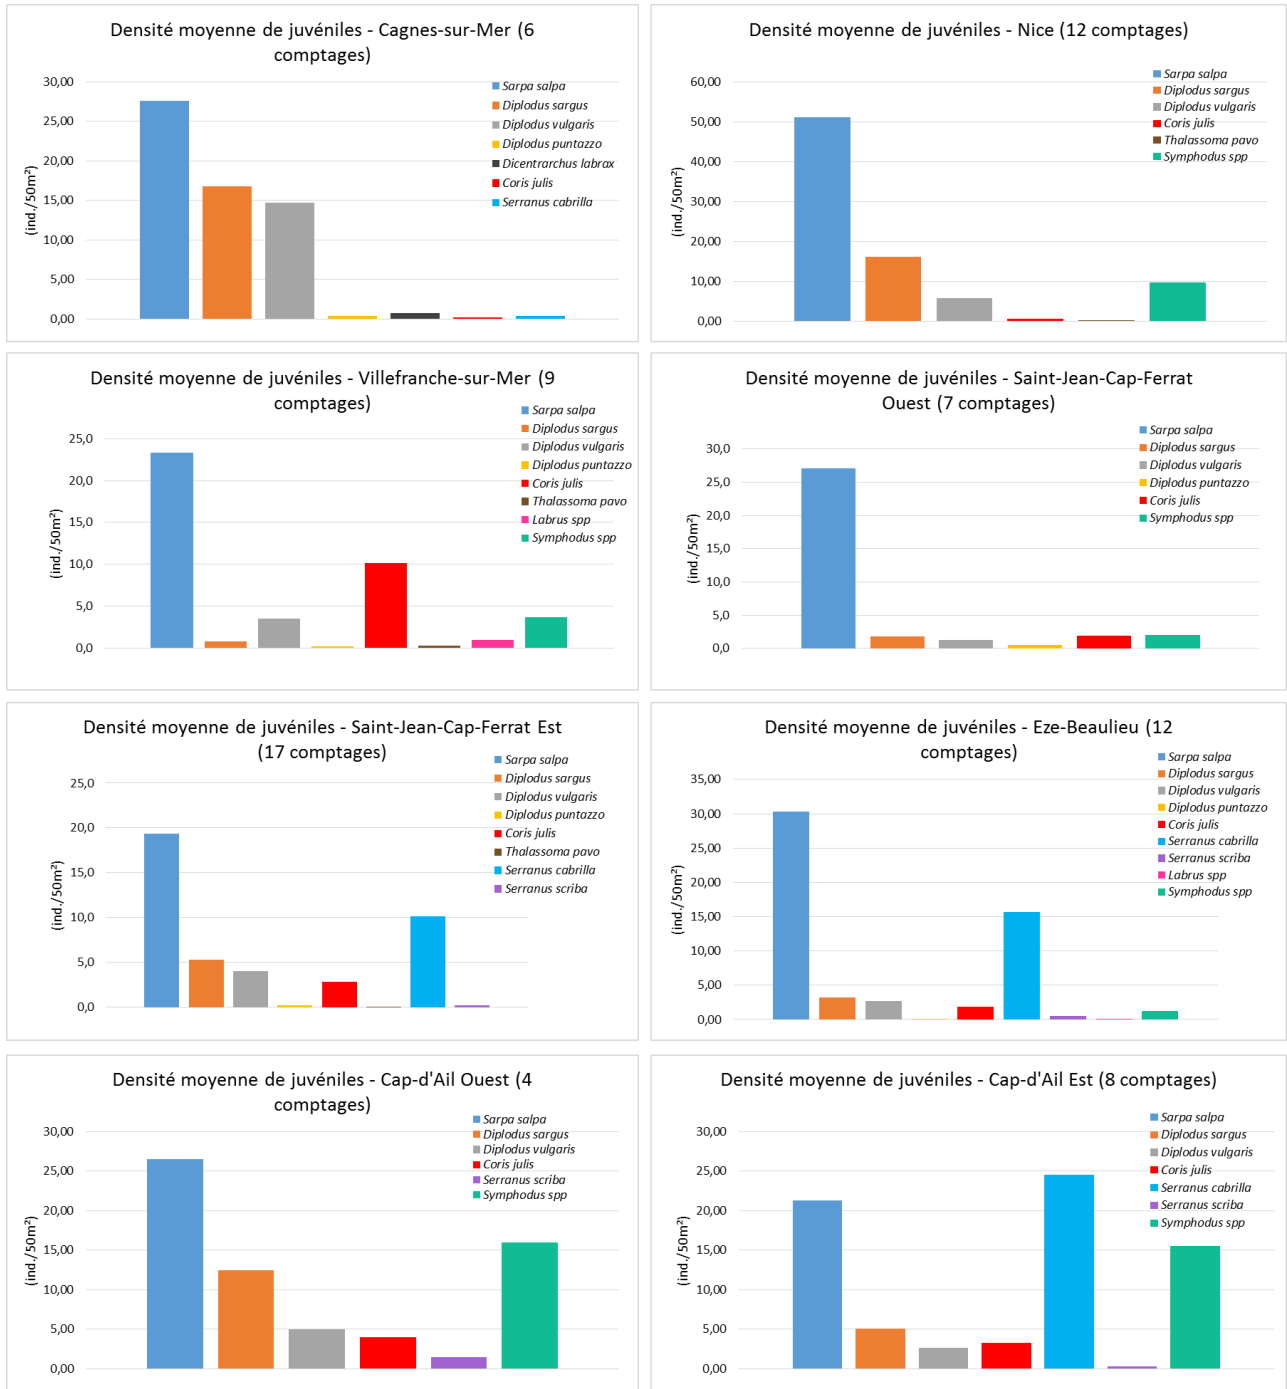 Densité moyenne de juvéniles - Cagnes-sur-Mer (6
comptages)
(ind./50m²)
30,00
25,00
20,00
15,00
10,00
5,00
0,00
Sarpa salpa
Diplodus sargus
Diplodus vulgaris
Diplodus puntazzo
Dicentrarchus labrax
Coris julis
Serranus cabrilla
Densité moyenne de juvéniles - Nice (12 comptages)
(ind./50m²)
60,00
50,00
40,00
30,00
20,00
10,00
0,00
Sarpa salpa
Diplodus sargus
Diplodus vulgaris
Coris julis
Thalassoma pavo
Symphodus spp
Densité moyenne de juvéniles - Villefranche-sur-Mer (9
comptages)
(ind./50m²)
25,0
20,0
15,0
10,0
5,0
0,0
Sarpa salpa
Diplodus sargus
Diplodus vulgaris
Diplodus puntazzo
Coris julis
Thalassoma pavo
Labrus spp
Symphodus spp
Densité moyenne de juvéniles - Saint-Jean-Cap-Ferrat
Ouest (7 comptages)
(ind./50m²)
30,0
25,0
20,0
15,0
10,0
5,0
0,0
Sarpa salpa
Diplodus sargus
Diplodus vulgaris
Diplodus puntazzo
Coris julis
Symphodus spp
Densité moyenne de juvéniles - Saint-Jean-Cap-Ferrat Est
(17 comptages)
(ind./50m²)
25,0
20,0
15,0
10,0
5,0
0,0
Sarpa salpa
Diplodus sargus
Diplodus vulgaris
Diplodus puntazzo
Coris julis
Thalassoma pavo
Serranus cabrilla
Serranus scriba
Densité moyenne de juvéniles - Eze-Beaulieu (12
comptages)
(ind./50m²)
35,00
30,00
25,00
20,00
15,00
10,00
5,00
0,00
Sarpa salpa
Diplodus sargus
Diplodus vulgaris
Diplodus puntazzo
Coris julis
Serranus cabrilla
Serranus scriba
Labrus spp
Symphodus spp
Densité moyenne de juvéniles - Cap-d'Ail Ouest (4
comptages)
(ind./50m²)
30,00
25,00
20,00
15,00
10,00
5,00
0,00
Sarpa salpa
Diplodus sargus
Diplodus vulgaris
Coris julis
Serranus scriba
Symphodus spp
Densité moyenne de juvéniles - Cap-d'Ail Est (8 comptages)
(ind./50m²)
30,00
25,00
20,00
15,00
10,00
5,00
0,00
Sarpa salpa
Diplodus sargus
Diplodus vulgaris
Coris julis
Serranus cabrilla
Serranus scriba
Symphodus spp